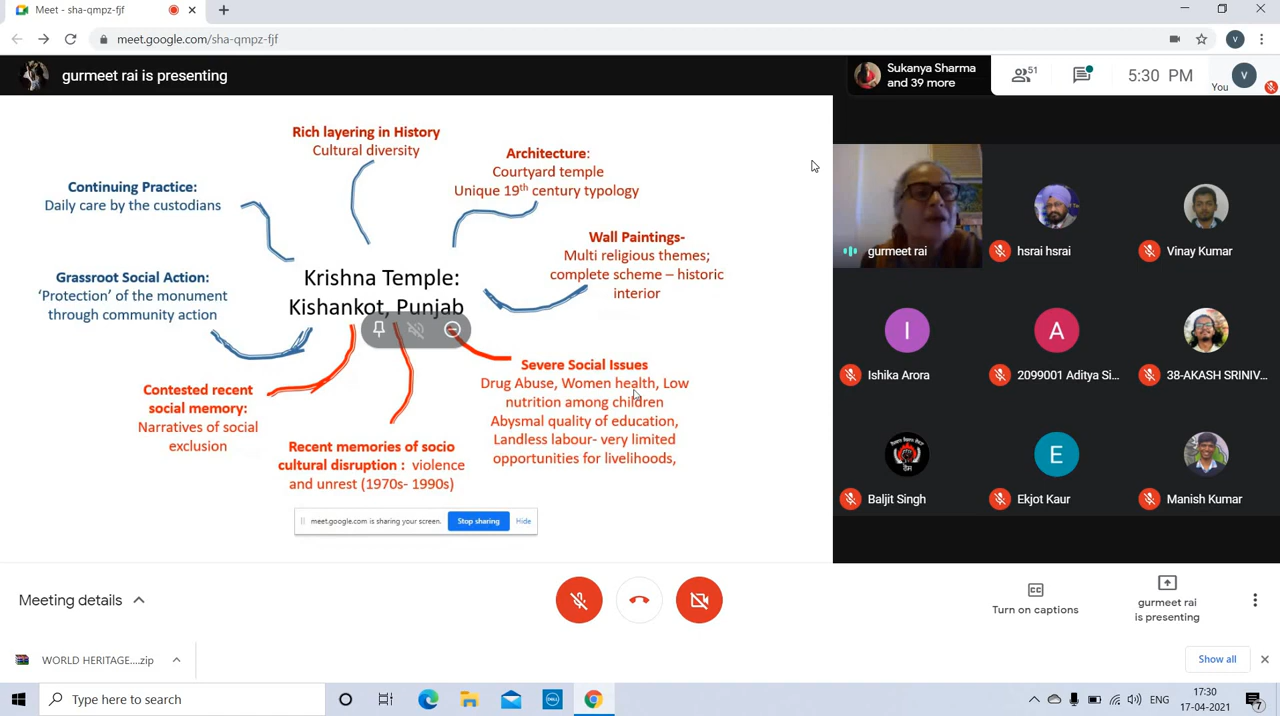 Meet - sha-qmpz-fjf
meet.google.com/sha-qmpz-fjf
gurmeet rai is presenting
Sukanya Sharma
and 39 more
51
5:30 PM
You
V
V
Rich layering in History
Cultural diversity
Architecture:
Courtyard temple
Unique 19th century typology
Continuing Practice:
Daily care by the custodians
Wall Paintings-
Multi religious themes;
complete scheme – historic
interior
Grassroot Social Action:
‘Protection’ of the monument
through community action
Krishna Temple:
Kishankot, Punjab
Severe Social Issues
Drug Abuse, Women health, Low
nutrition among children
Abysmal quality of education,
Landless labour- very limited
opportunities for livelihoods,
Contested recent
social memory:
Narratives of social
exclusion
Recent memories of socio
cultural disruption : violence
and unrest (1970s- 1990s)
meet.google.com is sharing your screen.
Stop sharing
Hide
gurmeet rai
hsrai hsrai
Vinay Kumar
I
Ishika Arora
A
2099001 Aditya Si...
38-AKASH SRINIV...
Baljit Singh
E
Ekjot Kaur
Manish Kumar
Meeting details
Turn on captions
gurmeet rai
is presenting
WORLD HERITAGE....zip
Show all
Type here to search
DELL
ENG
17:30
17-04-2021
7